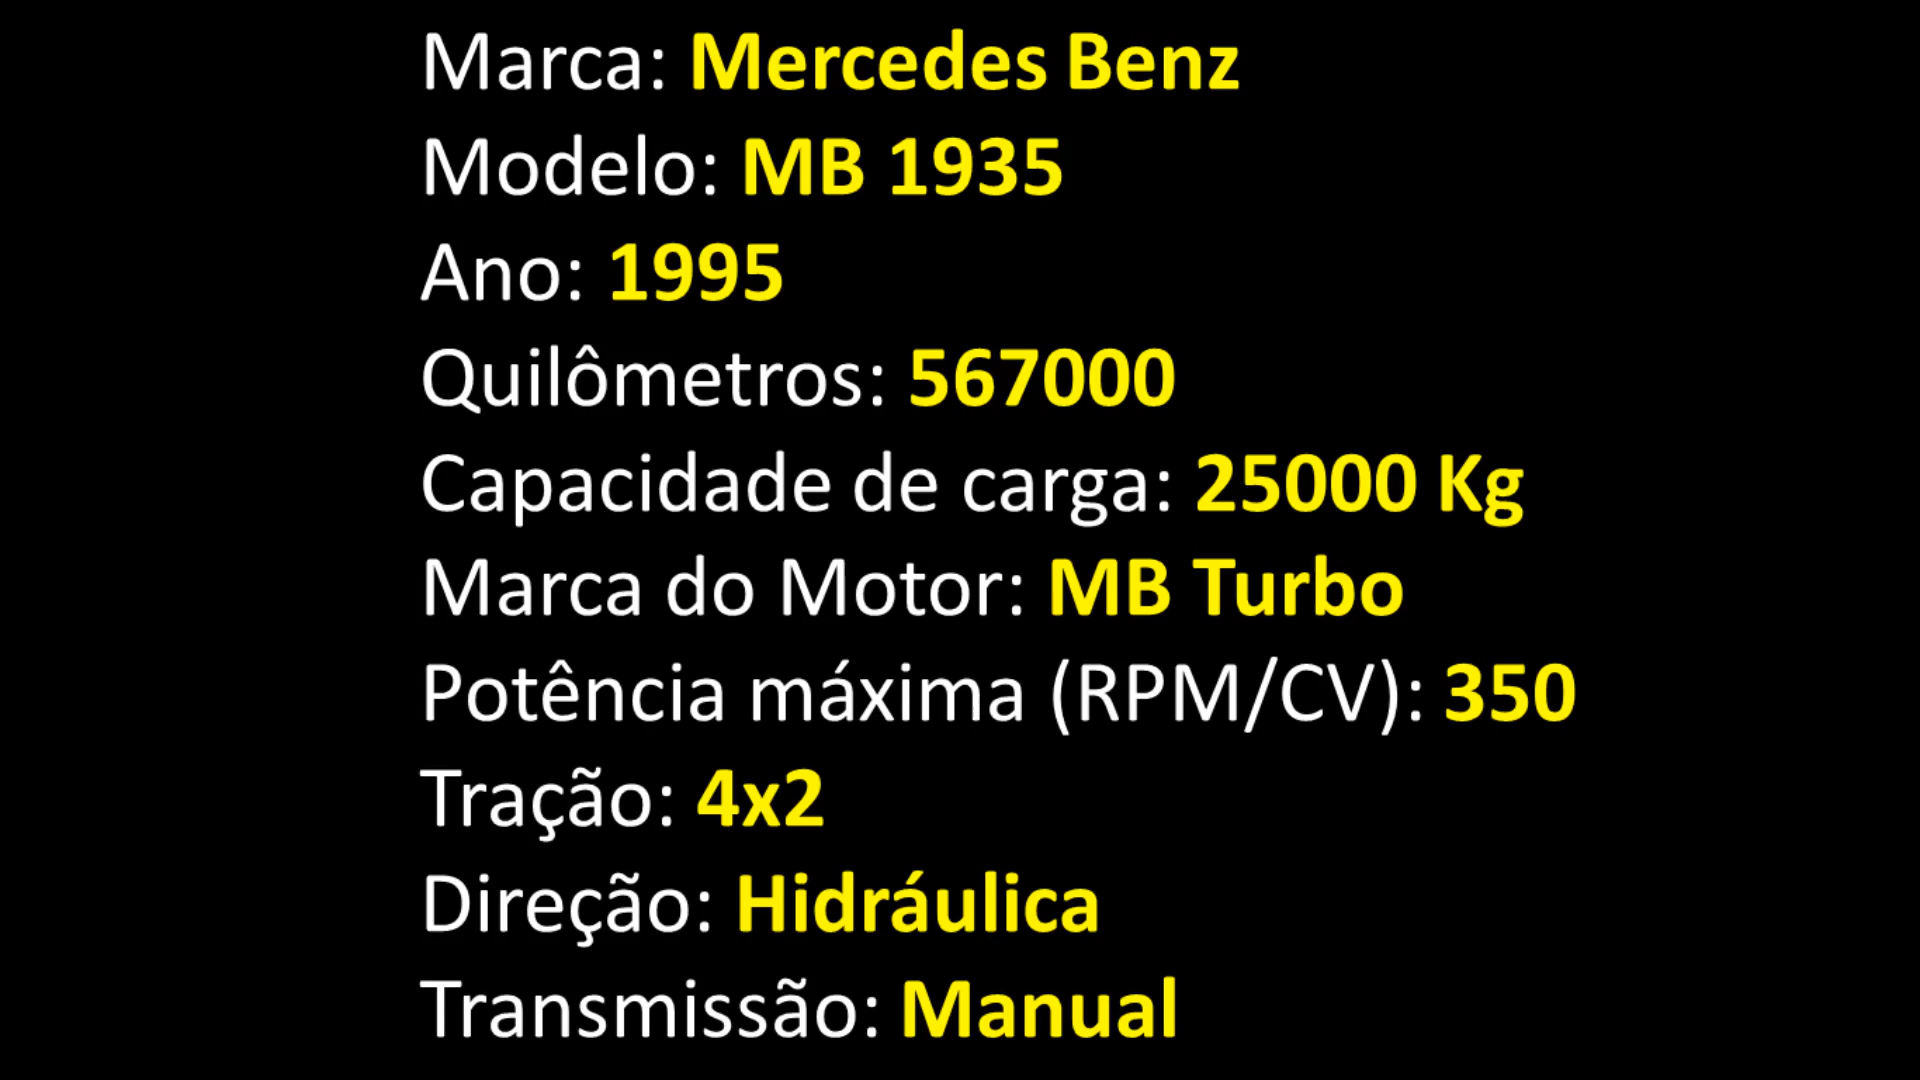 Marca: Mercedes Benz
Modelo: MB 1935
Ano: 1995
Quilômetros: 567000
Capacidade de carga: 25000 Kg
Marca do Motor: MB Turbo
Potência máxima (RPM/CV): 350
Tração: 4x2
Direção: Hidráulica
Transmissão: Manual